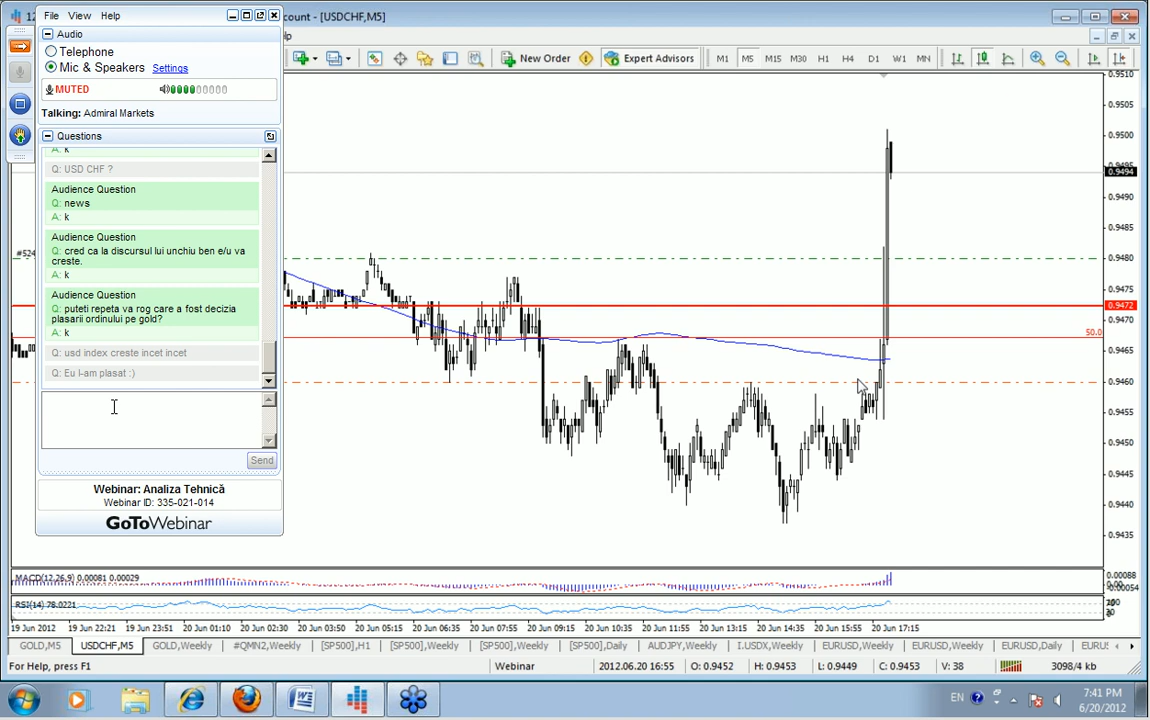 File View Help
Audio
Telephone
Mic & Speakers Settings
MUTED
Talking: Admiral Markets
Questions
A: k
Q: USD CHF ?
Audience Question
Q: news
A: k
Audience Question
Q: cred ca la discursul lui unchiu ben e/u va
creste.
A: k
Audience Question
Q: puteti repeta va rog care a fost decizia
plasarii ordinului pe gold?
A: k
Q: usd index creste incet incet
Q: Eu l-am plasat :)
Send
Webinar: Analiza Tehnică
Webinar ID: 335-021-014
GoToWebinar
12
count - [USDCHF,M5]
New Order Expert Advisors M1 M5 M15 M30 H1 H4 D1 W1 MN
0.9510
0.9505
0.9500
0.9495
0.9494
0.9490
0.9485
#524
0.9480
0.9475
0.9472
0.9470
50.0
0.9465
0.9460
0.9455
0.9450
0.9445
0.9440
0.9435
MACD(12,26,9) 0.00081 0.00029
0.00088
-0.00054
RSI(14) 78.0221
19 Jun 2012 19 Jun 22:21 19 Jun 23:51 20 Jun 01:10 20 Jun 02:30 20 Jun 03:50 20 Jun 05:15 20 Jun 06:35 20 Jun 07:55 20 Jun 09:15 20 Jun 10:35 20 Jun 11:55 20 Jun 13:15 20 Jun 14:35 20 Jun 15:55 20 Jun 17:15
GOLD,M5 USDCHF,M5 GOLD,Weekly #QMN2,Weekly [SP500],H1 [SP500],Weekly [SP500],Daily AUDJPY,Weekly I.USDX,Weekly EURUSD,Weekly EURUSD,Weekly EURUSD,Daily EURUS
For Help, press F1 Webinar 2012.06.20 16:55 O: 0.9452 H: 0.9453 L: 0.9449 C: 0.9453 V: 38 3098/4 kb
EN 7:41 PM
6/20/2012